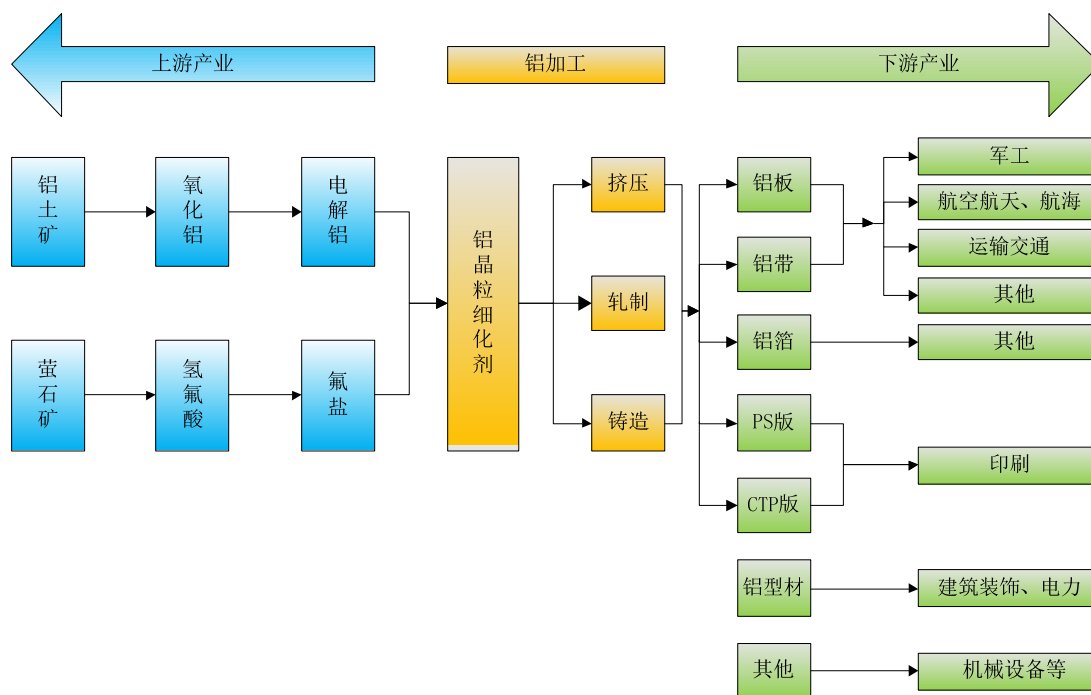 上游产业
铝加工
下游产业
铝土矿
氧化铝
电解铝
萤石矿
氢氟酸
氟盐
铝晶粒细化剂
挤压
轧制
铸造
铝板
铝带
铝箔
PS版
CTP版
铝型材
其他
军工
航空航天、航海
运输交通
其他
其他
印刷
建筑装饰、电力
机械设备等